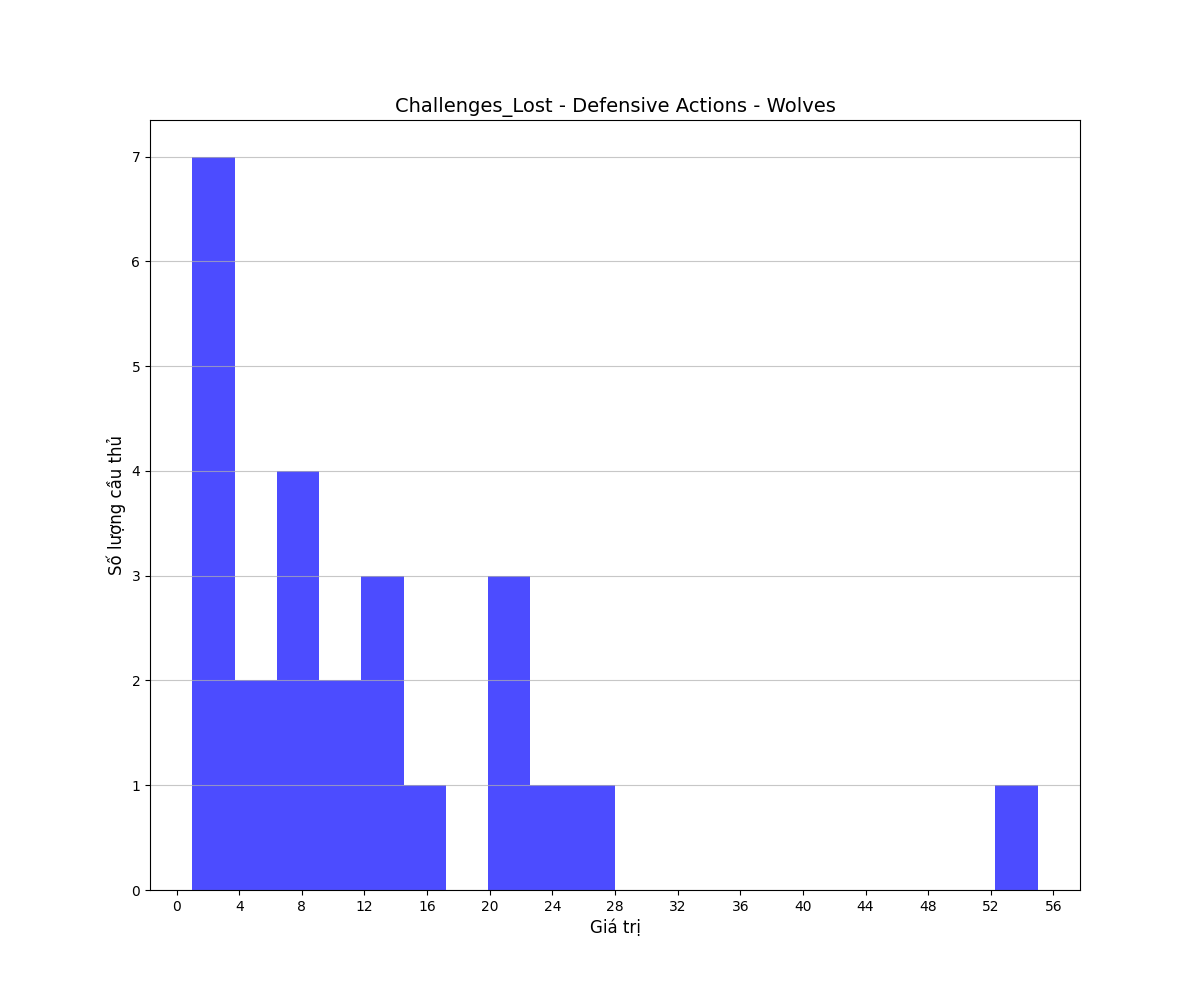 Challenges_Lost - Defensive Actions - Wolves
7
6
5
4
3
2
1
0
Số lượng cầu thủ
0 4 8 12 16 20 24 28 32 36 40 44 48 52 56
Giá trị